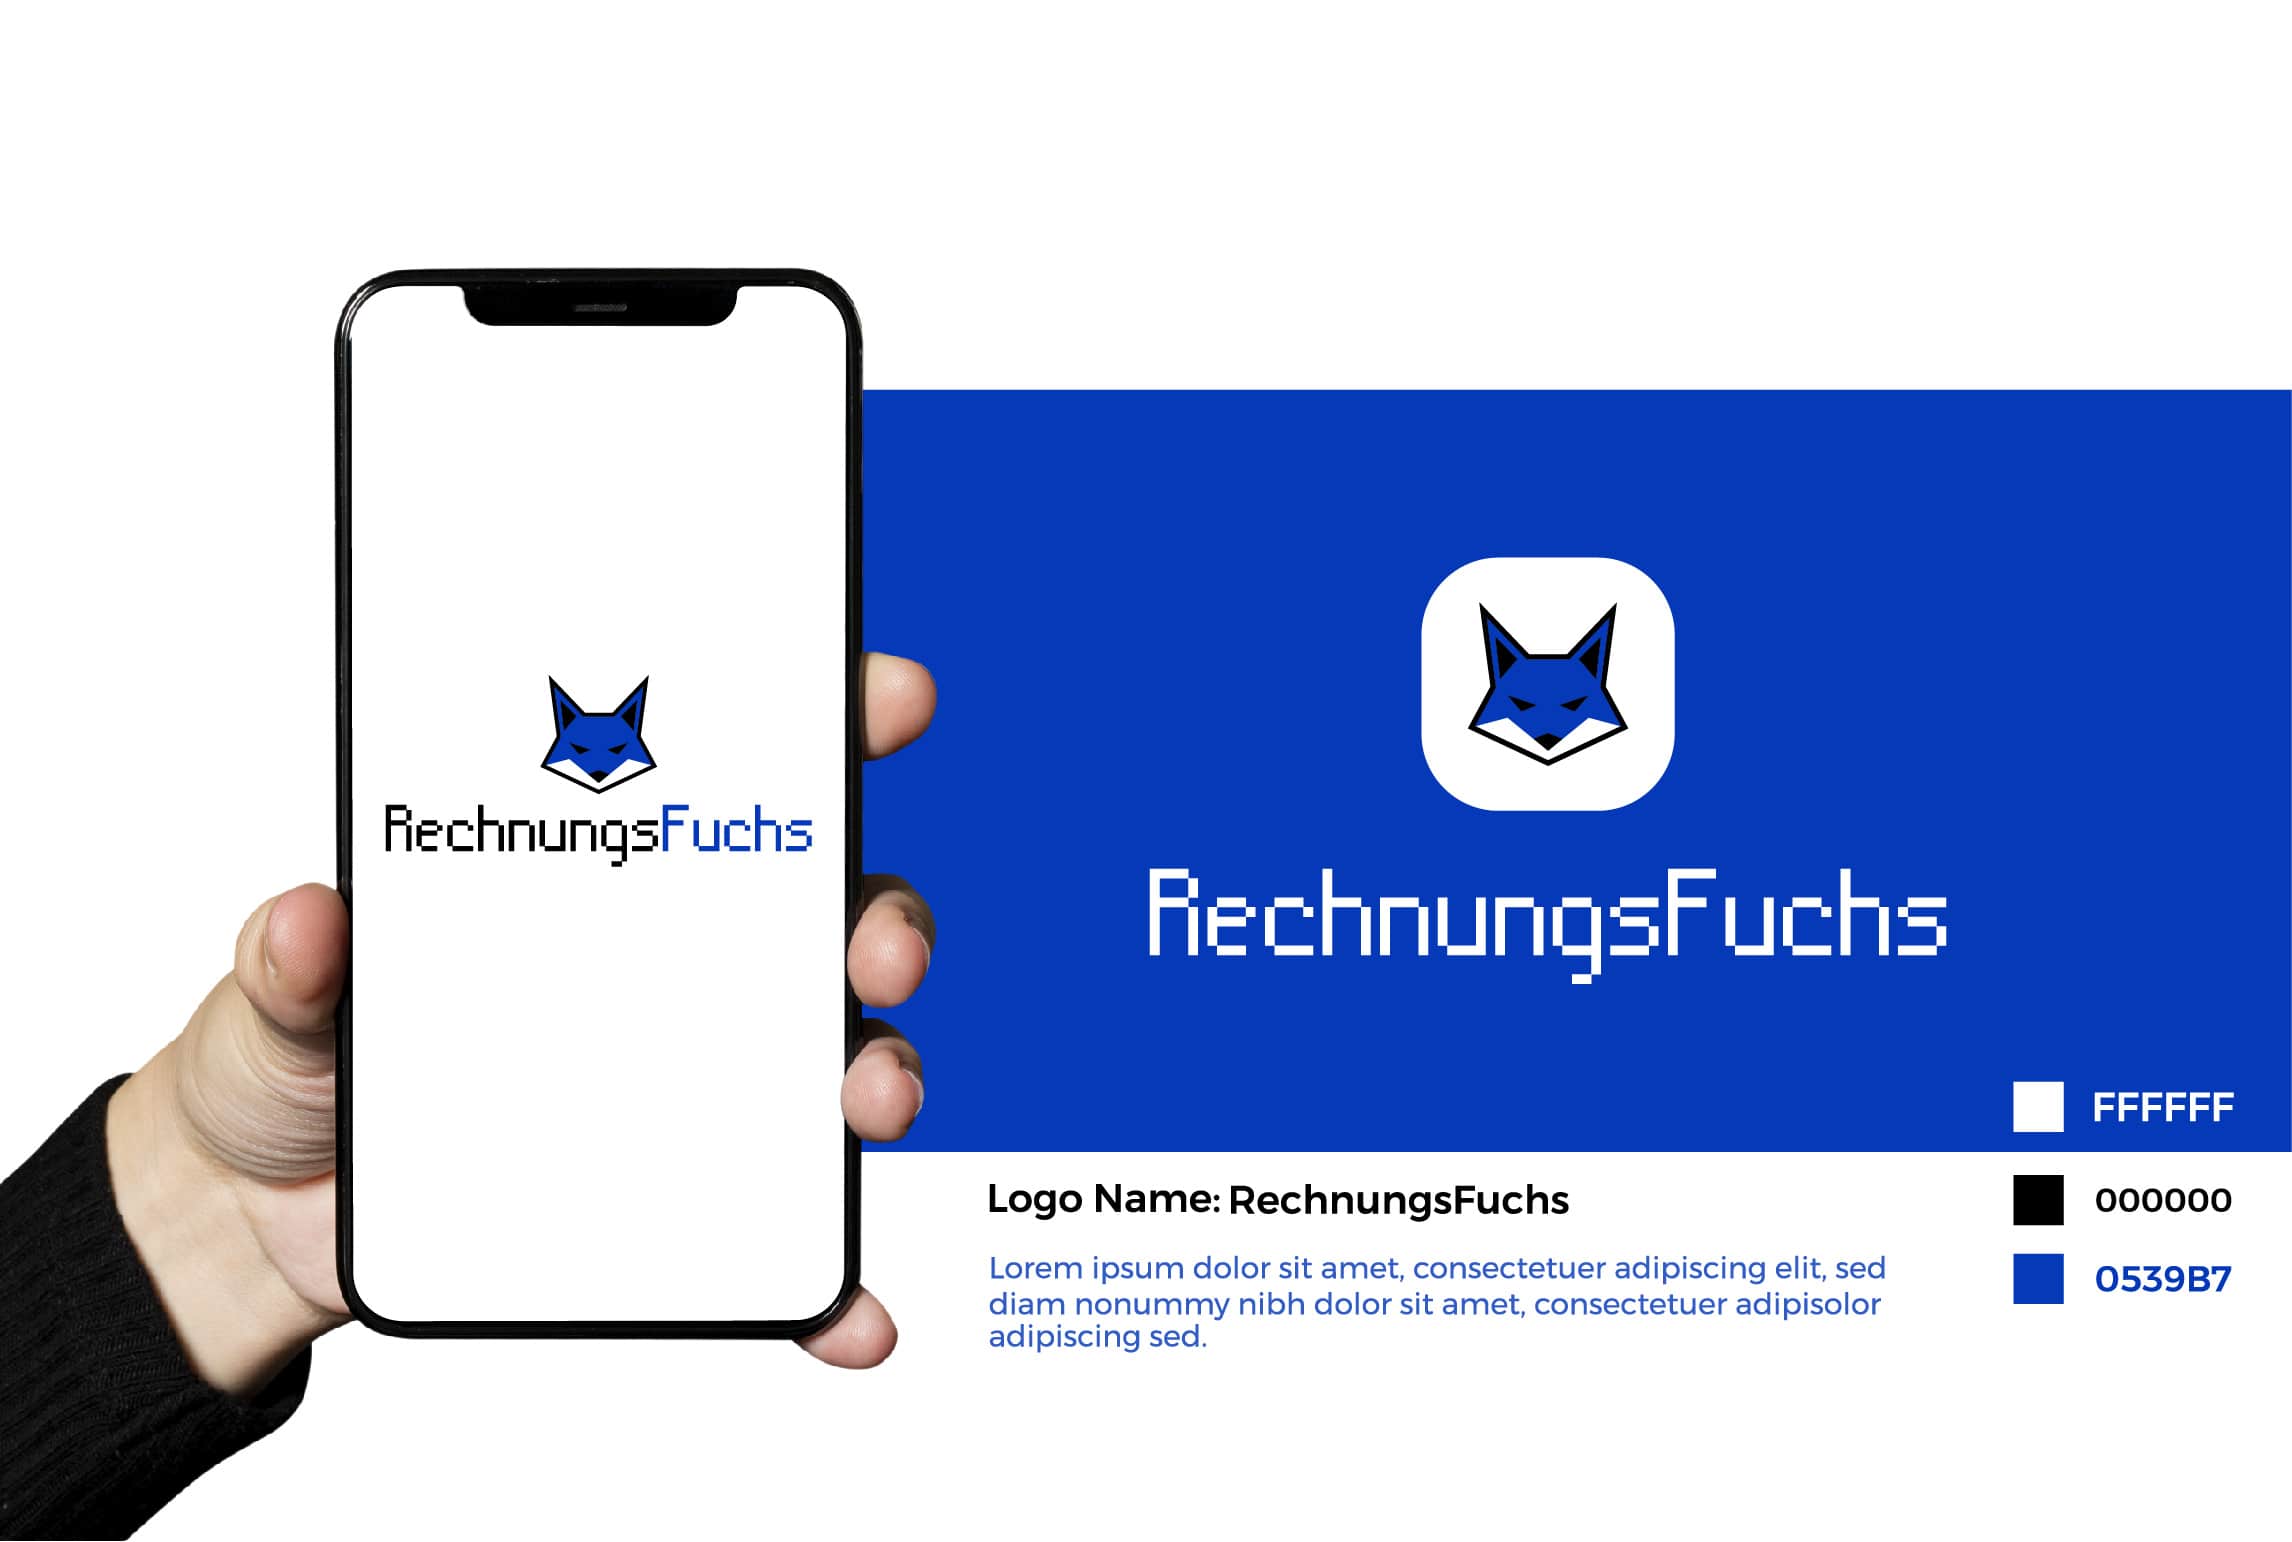 RechnungsFuchs
RechnungsFuchs
FFFFFF
Logo Name: RechnungsFuchs
000000
Lorem ipsum dolor sit amet, consectetuer adipiscing elit, sed
diam nonummy nibh dolor sit amet, consectetuer adipisolor
adipiscing sed.
0539B7